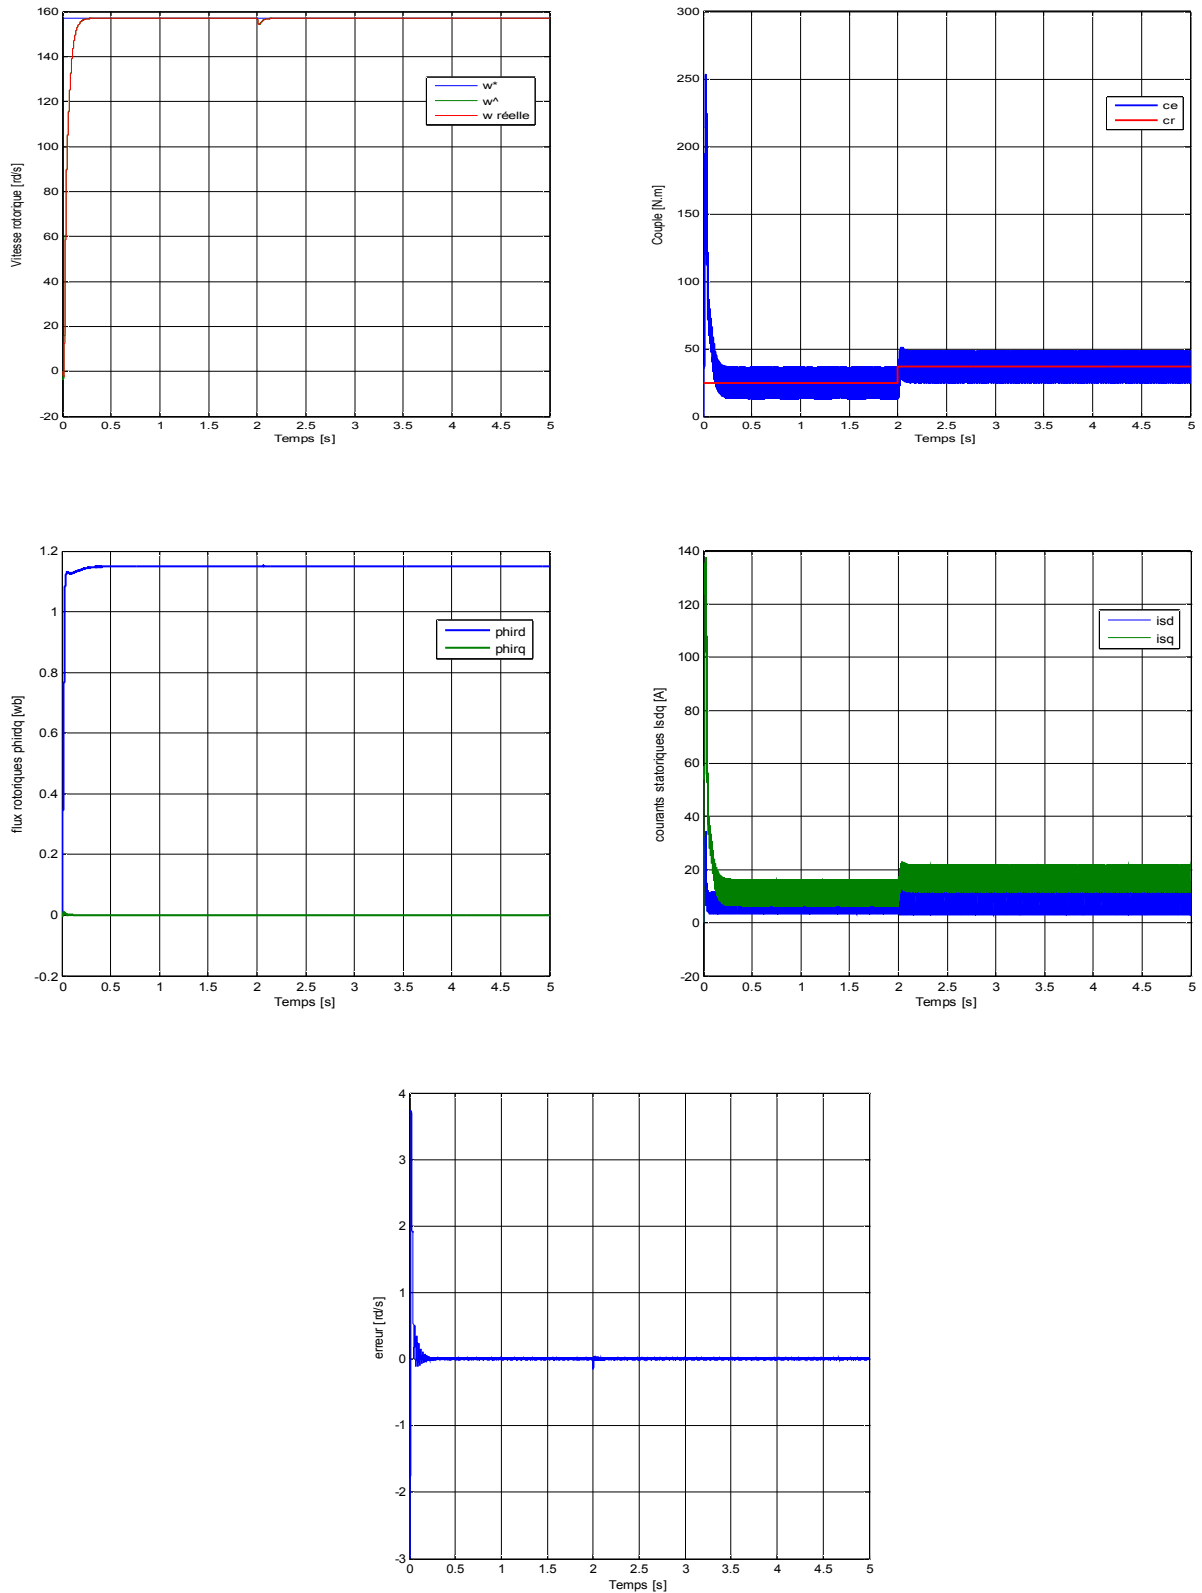 160
140
120
100
80
60
40
20
0
-20
Vitesse rotorique [rd/s]
w*
w^
w réelle
0 0.5 1 1.5 2 2.5 3 3.5 4 4.5 5
Temps [s]
300
250
200
150
100
50
0
Couple [N.m]
ce
cr
0 0.5 1 1.5 2 2.5 3 3.5 4 4.5 5
Temps [s]
1.2
1
0.8
0.6
0.4
0.2
0
-0.2
flux rotoriques phirdq [wb]
phird
phirq
0 0.5 1 1.5 2 2.5 3 3.5 4 4.5 5
Temps [s]
140
120
100
80
60
40
20
0
-20
courants statoriques Isdq [A]
isd
isq
0 0.5 1 1.5 2 2.5 3 3.5 4 4.5 5
Temps [s]
4
3
2
1
0
-1
-2
-3
erreur [rd/s]
0 0.5 1 1.5 2 2.5 3 3.5 4 4.5 5
Temps [s]